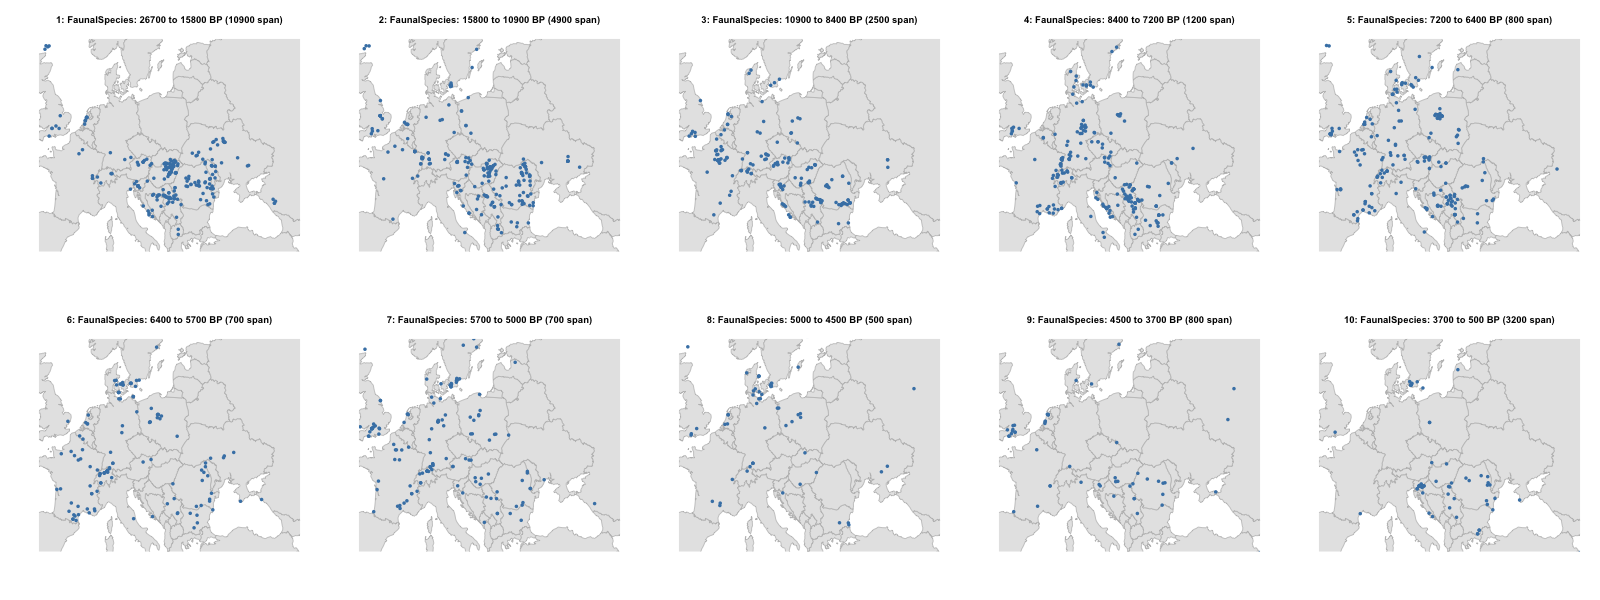 1: FaunalSpecies: 26700 to 15800 BP (10900 span)
2: FaunalSpecies: 15800 to 10900 BP (4900 span)
3: FaunalSpecies: 10900 to 8400 BP (2500 span)
4: FaunalSpecies: 8400 to 7200 BP (1200 span)
5: FaunalSpecies: 7200 to 6400 BP (800 span)
6: FaunalSpecies: 6400 to 5700 BP (700 span)
7: FaunalSpecies: 5700 to 5000 BP (700 span)
8: FaunalSpecies: 5000 to 4500 BP (500 span)
9: FaunalSpecies: 4500 to 3700 BP (800 span)
10: FaunalSpecies: 3700 to 500 BP (3200 span)